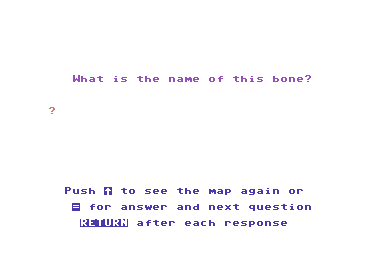 What is the name of this bone?
?
Push ↑ to see the map again or
= for answer and next question
RETURN after each response